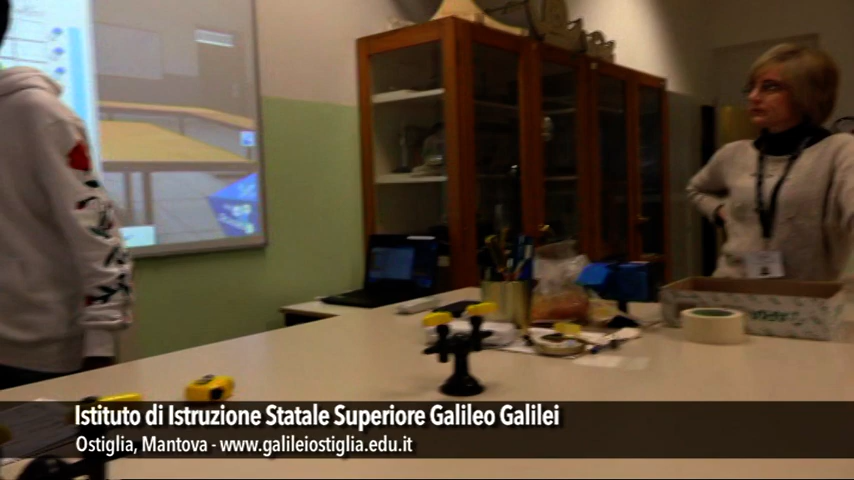 Istituto di Istruzione Statale Superiore Galileo Galilei
Ostiglia, Mantova - www.galileiostiglia.edu.it